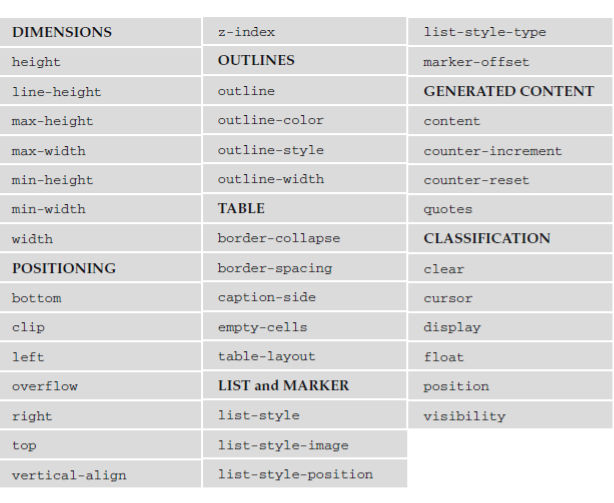 DIMENSIONS
height
line-height
max-height
max-width
min-height
min-width
width
POSITIONING
bottom
clip
left
overflow
right
top
vertical-align
z-index
OUTLINES
outline
outline-color
outline-style
outline-width
TABLE
border-collapse
border-spacing
caption-side
empty-cells
table-layout
LIST and MARKER
list-style
list-style-image
list-style-position
list-style-type
marker-offset
GENERATED CONTENT
content
counter-increment
counter-reset
quotes
CLASSIFICATION
clear
cursor
display
float
position
visibility